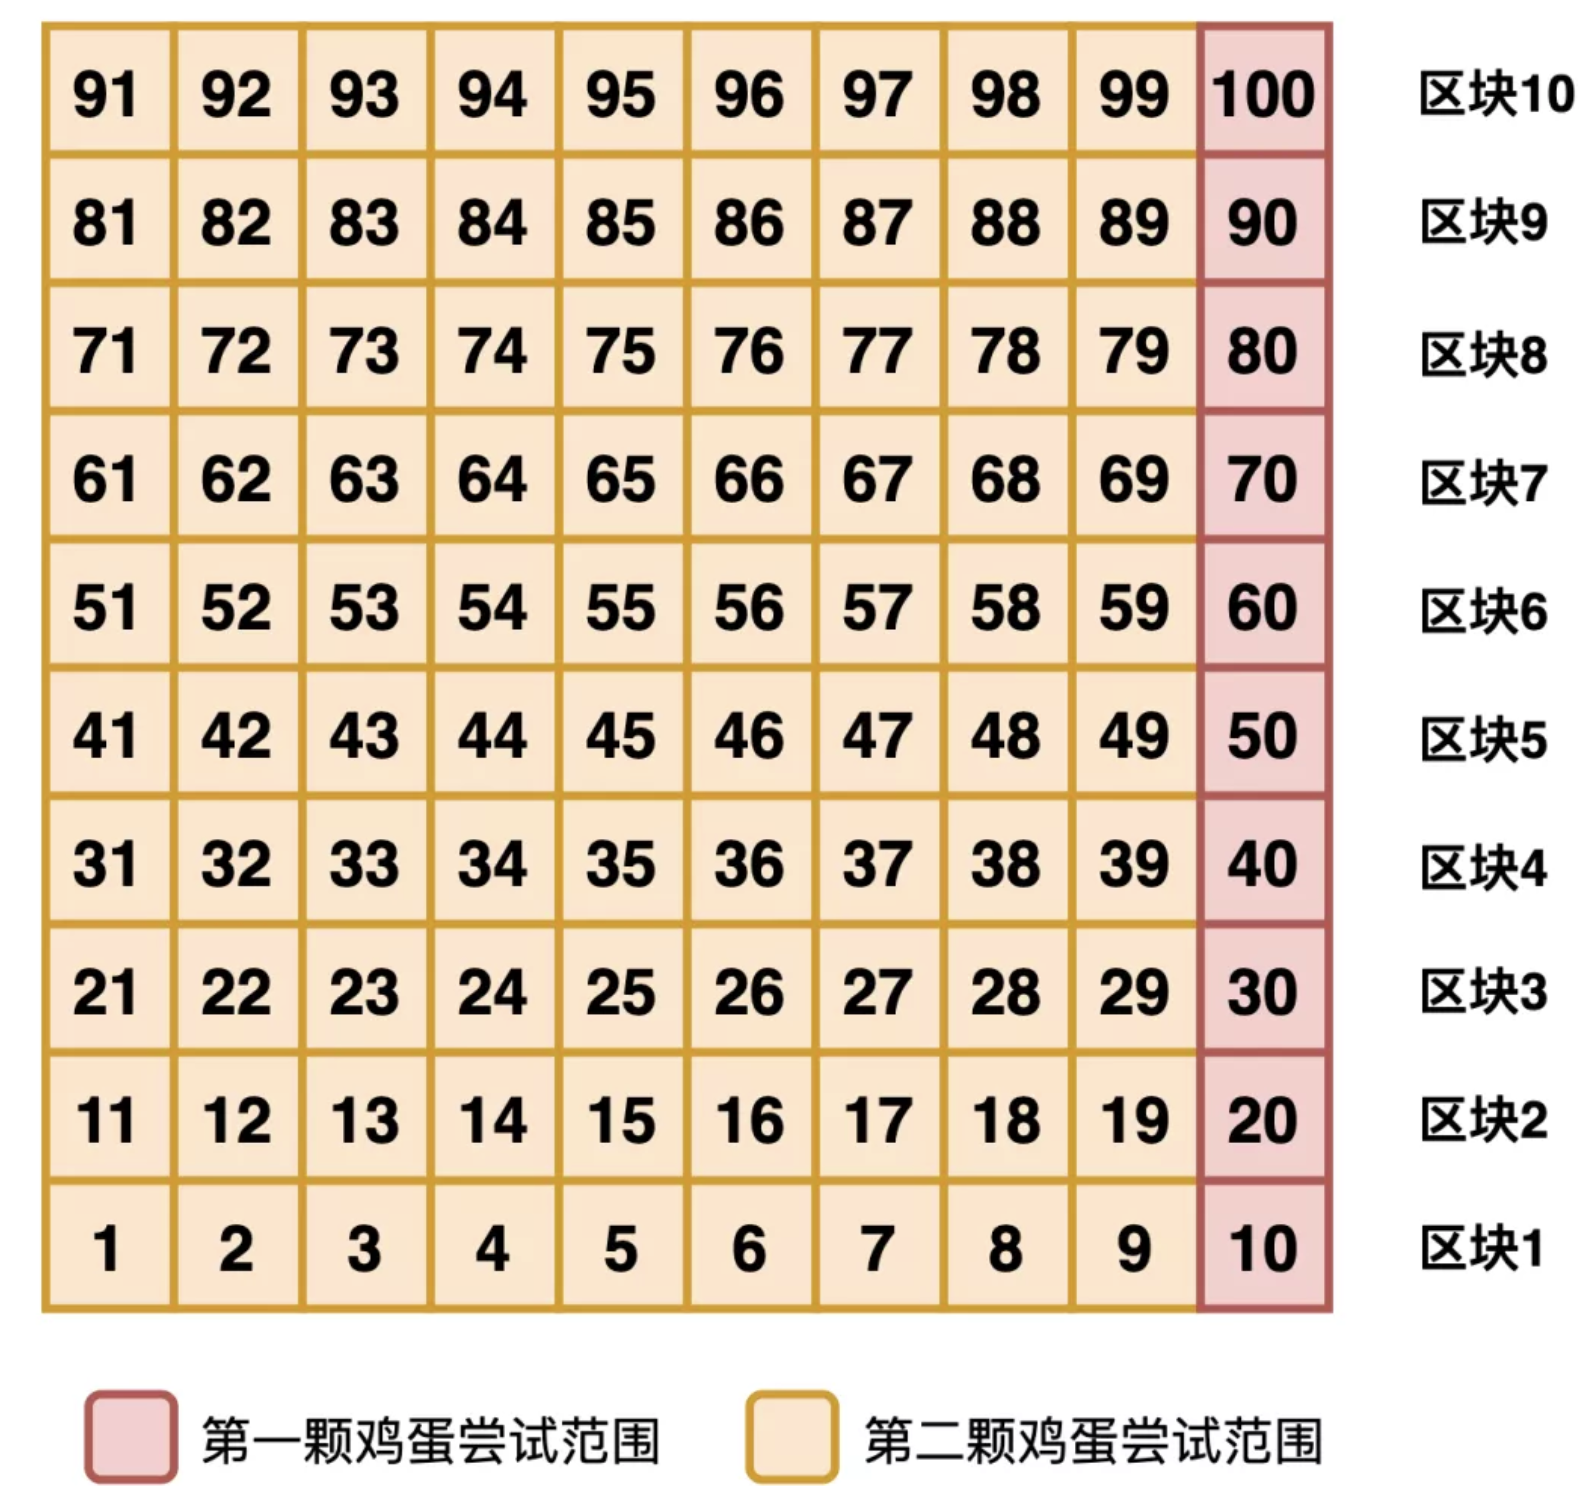 91 92 93 94 95 96 97 98 99 100 区块10
81 82 83 84 85 86 87 88 89 90 区块9
71 72 73 74 75 76 77 78 79 80 区块8
61 62 63 64 65 66 67 68 69 70 区块7
51 52 53 54 55 56 57 58 59 60 区块6
41 42 43 44 45 46 47 48 49 50 区块5
31 32 33 34 35 36 37 38 39 40 区块4
21 22 23 24 25 26 27 28 29 30 区块3
11 12 13 14 15 16 17 18 19 20 区块2
1 2 3 4 5 6 7 8 9 10 区块1
第一颗鸡蛋尝试范围 第二颗鸡蛋尝试范围